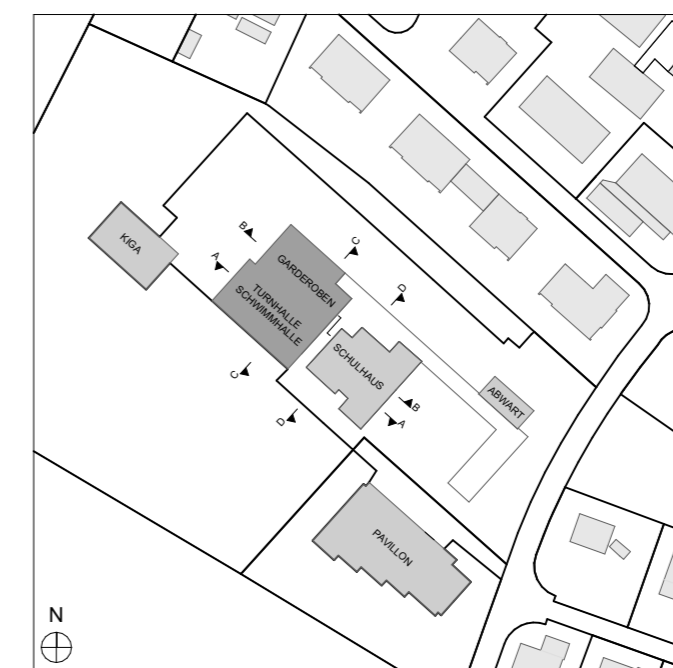 KIGA
B
A
C
D
GARDEROBEN
TURNHALLE
SCHWIMMHALLE
SCHULHAUS
ABWART
C
D
B
A
PAVILLON
N